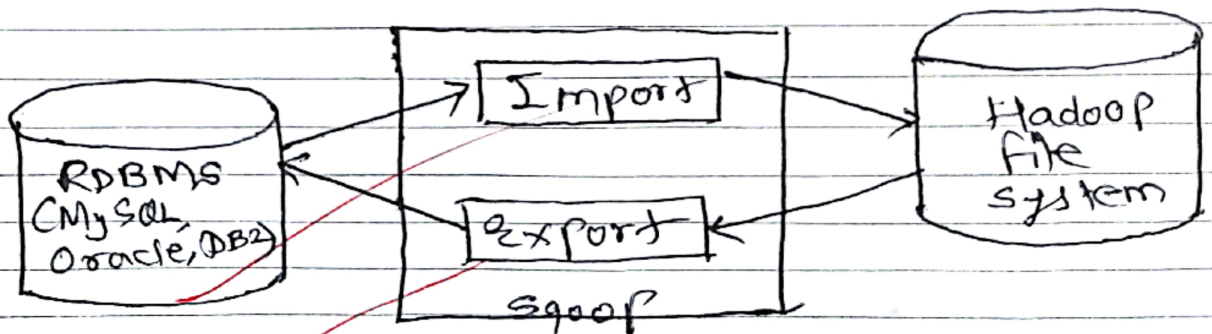 RDBMS
(MySQL,
Oracle, DB2)
Import
Export
Sqoop
Hadoop
File
system